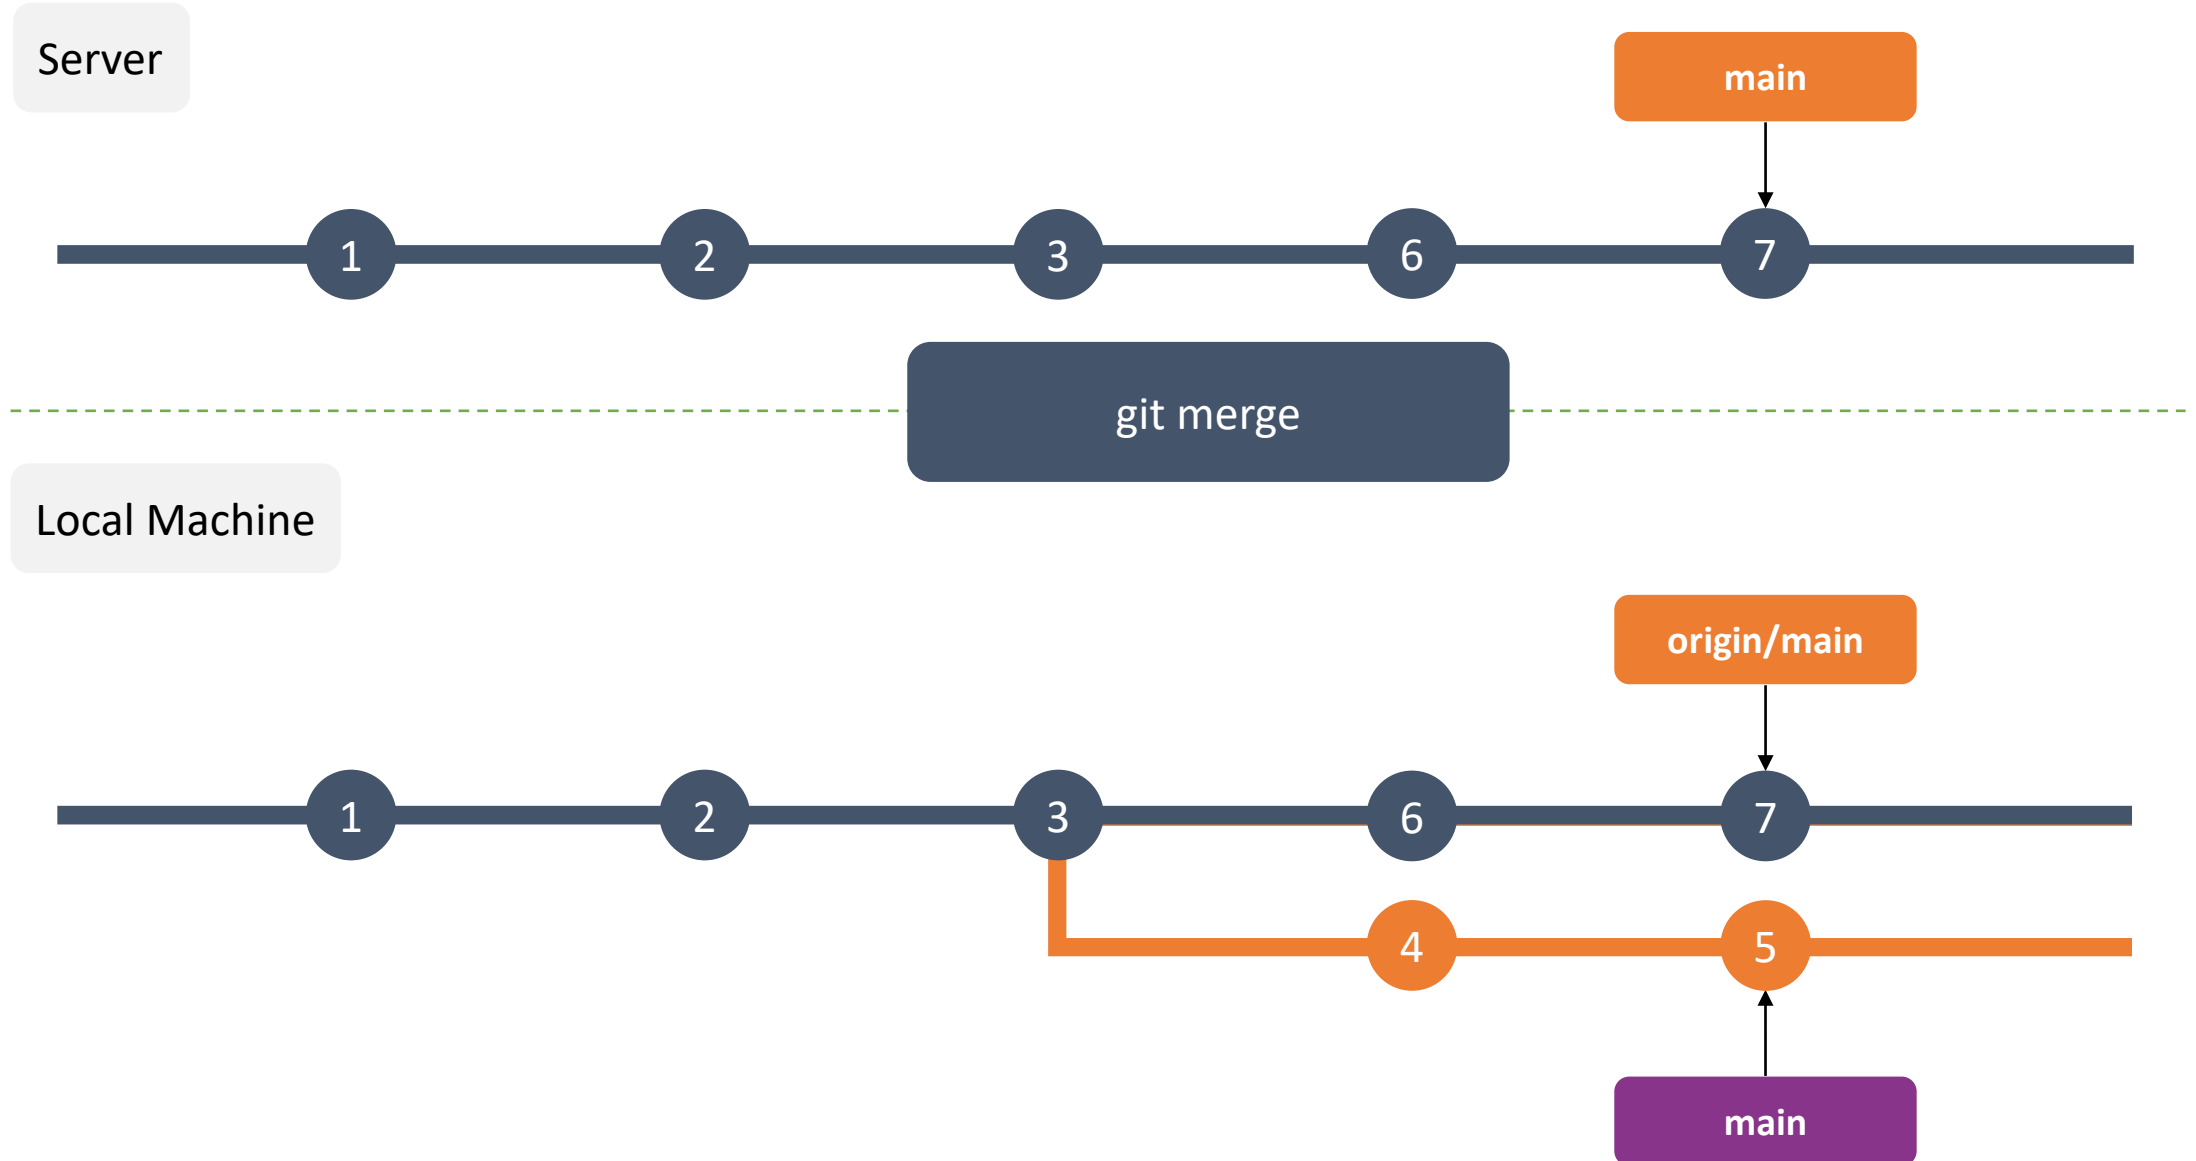 Server
main
1 2 3 6 7
git merge
Local Machine
origin/main
1 2 3 6 7
4 5
main